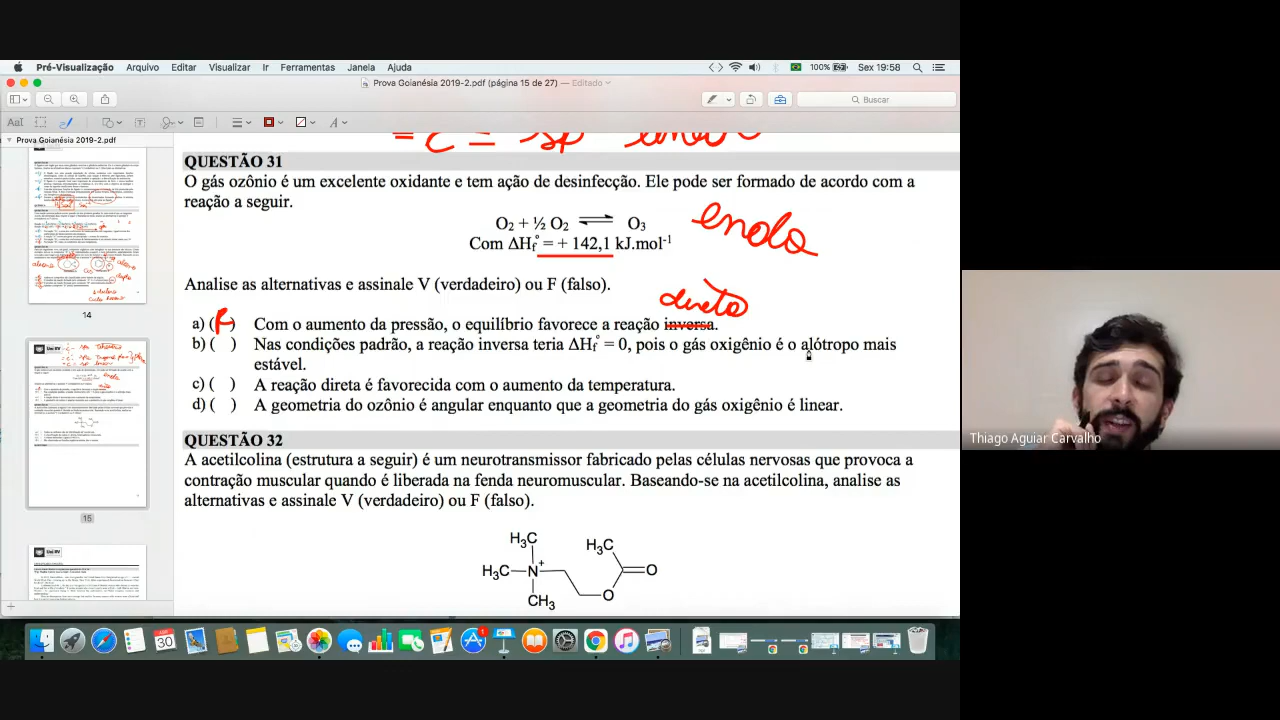 Pré-Visualização Arquivo Editar Visualizar Ir Ferramentas Janela Ajuda 100% Sex 19:58
Prova Goianésia 2019-2.pdf (página 15 de 27) — Editado
Buscar
Prova Goianésia 2019-2.pdf
14
15
= C = sp linear
QUESTÃO 31
O gás ozônio é um excelente oxidante e tem ação na desinfecção. Ele pode ser formado de acordo com a
reação a seguir.
O₂ + ½ O₂ ⇌ O₃
Com ΔHf° = + 142,1 kJ.mol⁻¹
endo
Analise as alternativas e assinale V (verdadeiro) ou F (falso).
direto
a) (F) Com o aumento da pressão, o equilíbrio favorece a reação inversa.
b) ( ) Nas condições padrão, a reação inversa teria ΔHf° = 0, pois o gás oxigênio é o alótropo mais
estável.
c) ( ) A reação direta é favorecida com o aumento da temperatura.
d) ( ) A geometria do ozônio é angular enquanto que a geometria do gás oxigênio é linear.
QUESTÃO 32
A acetilcolina (estrutura a seguir) é um neurotransmissor fabricado pelas células nervosas que provoca a
contração muscular quando é liberada na fenda neuromuscular. Baseando-se na acetilcolina, analise as
alternativas e assinale V (verdadeiro) ou F (falso).
H₃C H₃C
H₃C N⁺ O
CH₃ O
Thiago Aguiar Carvalho